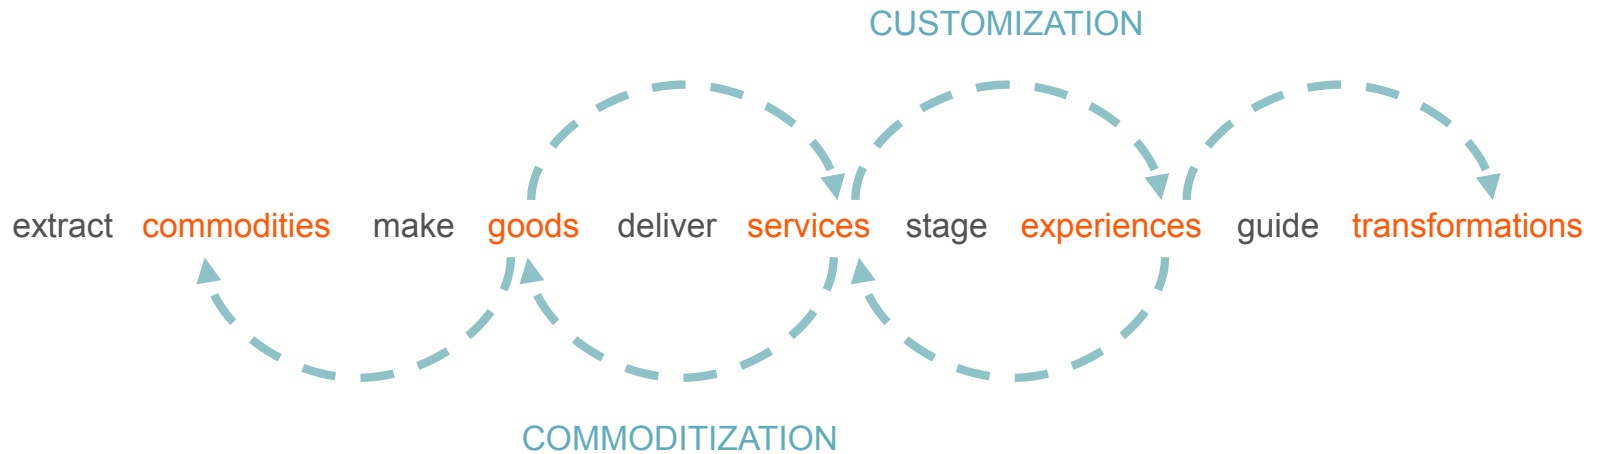 CUSTOMIZATION
extract commodities make goods deliver services stage experiences guide transformations
COMMODITIZATION